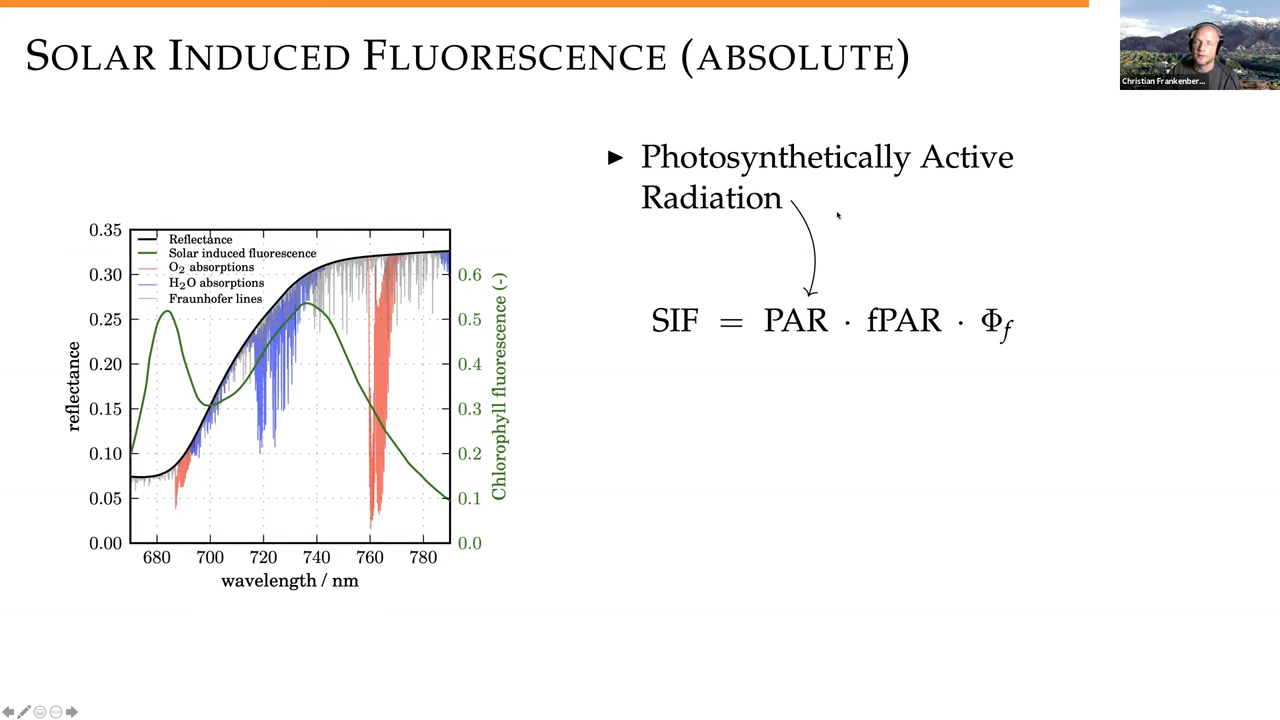 SOLAR INDUCED FLUORESCENCE (ABSOLUTE)
Christian Frankenber...
► Photosynthetically Active
Radiation
SIF = PAR · fPAR · Φf
Reflectance
Solar induced fluorescence
O2 absorptions
H2O absorptions
Fraunhofer lines
0.35
0.30
0.25
0.20
0.15
0.10
0.05
0.00
reflectance
0.6
0.5
0.4
0.3
0.2
0.1
0.0
Chlorophyll fluorescence (-)
680 700 720 740 760 780
wavelength / nm